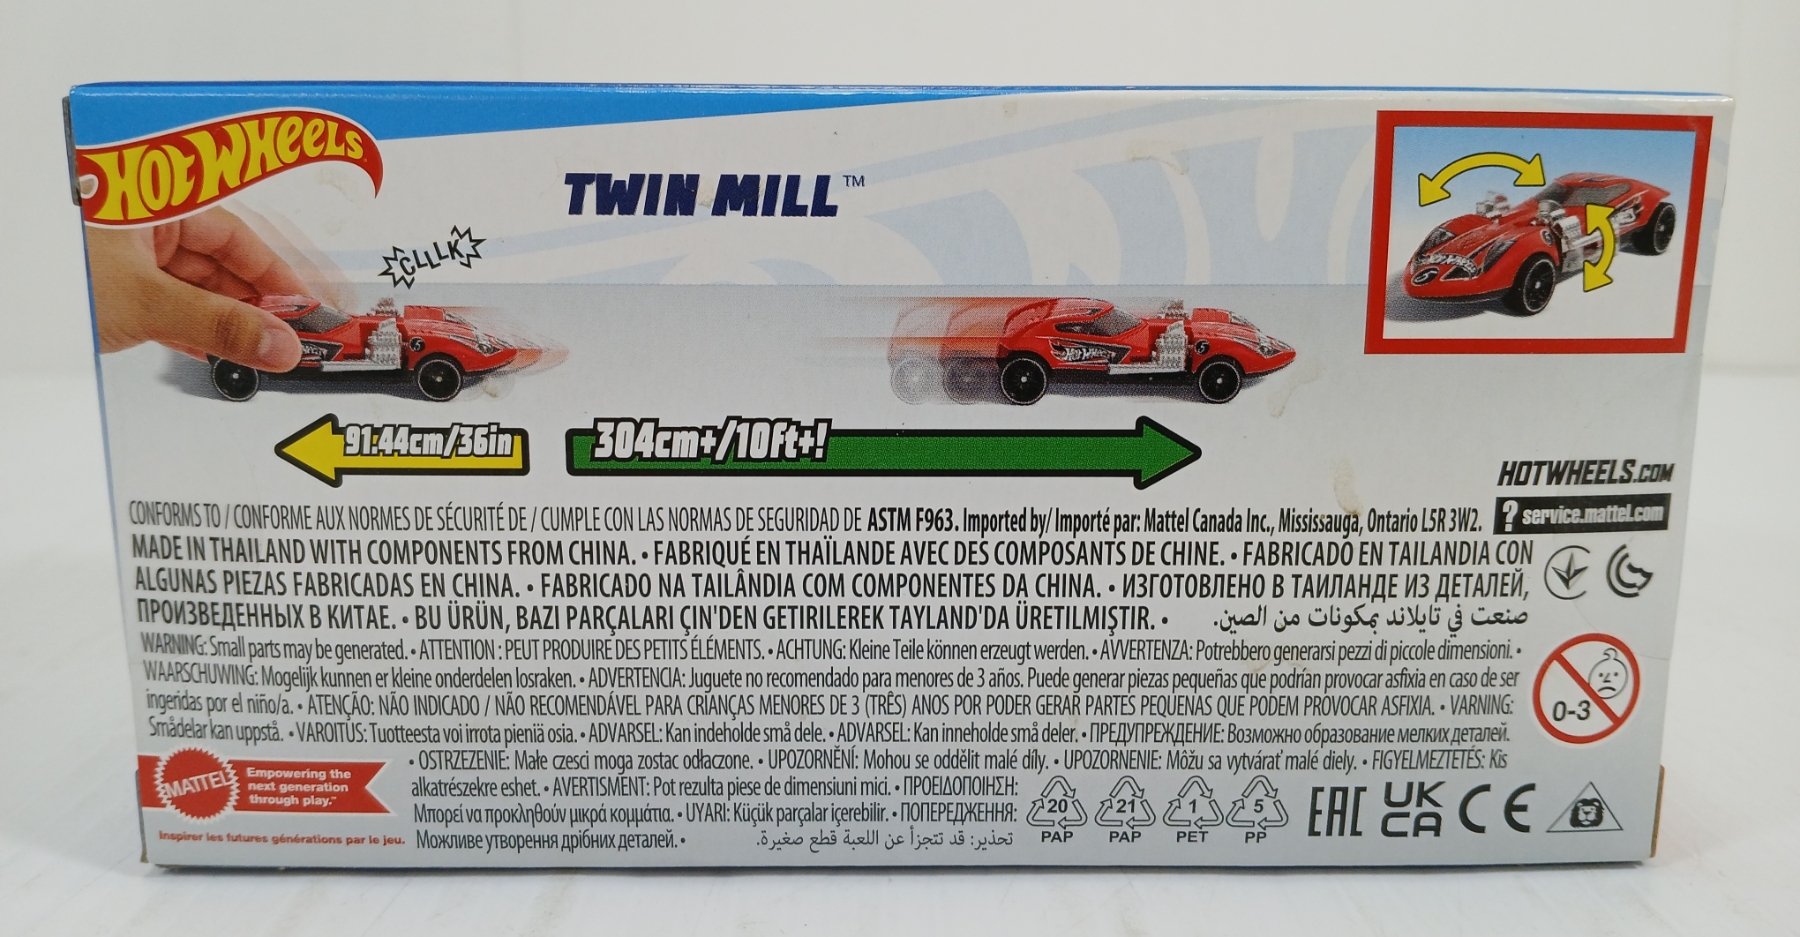 HOT WHEELS
TWIN MILL™
CLLLK
91.44cm/36in
304cm+/10ft+!
HOTWHEELS.COM
? service.mattel.com
CONFORMS TO / CONFORME AUX NORMES DE SÉCURITÉ DE / CUMPLE CON LAS NORMAS DE SEGURIDAD DE ASTM F963. Imported by/ Importé par: Mattel Canada Inc., Mississauga, Ontario L5R 3W2.
MADE IN THAILAND WITH COMPONENTS FROM CHINA. • FABRIQUÉ EN THAÏLANDE AVEC DES COMPOSANTS DE CHINE. • FABRICADO EN TAILANDIA CON
ALGUNAS PIEZAS FABRICADAS EN CHINA. • FABRICADO NA TAILÂNDIA COM COMPONENTES DA CHINA. • ИЗГОТОВЛЕНО В ТАИЛАНДЕ ИЗ ДЕТАЛЕЙ,
ПРОИЗВЕДЕННЫХ В КИТАЕ. • BU ÜRÜN, BAZI PARÇALARI ÇIN'DEN GETIRILEREK TAYLAND'DA ÜRETILMIŞTIR. • صنعت في تايلاند بمكونات من الصين.
WARNING: Small parts may be generated. • ATTENTION : PEUT PRODUIRE DES PETITS ÉLÉMENTS. • ACHTUNG: Kleine Teile können erzeugt werden. • AVVERTENZA: Potrebbero generarsi pezzi di piccole dimensioni. •
WAARSCHUWING: Mogelijk kunnen er kleine onderdelen losraken. • ADVERTENCIA: Juguete no recomendado para menores de 3 años. Puede generar piezas pequeñas que podrían provocar asfixia en caso de ser
ingeridas por el niño/a. • ATENÇÃO: NÃO INDICADO / NÃO RECOMENDÁVEL PARA CRIANÇAS MENORES DE 3 (TRÊS) ANOS POR PODER GERAR PARTES PEQUENAS QUE PODEM PROVOCAR ASFIXIA. • VARNING:
Smådelar kan uppstå. • VAROITUS: Tuotteesta voi irrota pieniä osia. • ADVARSEL: Kan indeholde små dele. • ADVARSEL: Kan inneholde små deler. • ПРЕДУПРЕЖДЕНИЕ: Возможно образование мелких деталей.
• OSTRZEZENIE: Małe czesci moga zostac odłaczone. • UPOZORNĚNÍ: Mohou se oddělit malé díly. • UPOZORNENIE: Môžu sa vytvárať malé diely. • FIGYELMEZTETÉS: Kis
alkatrészekre eshet. • AVERTISMENT: Pot rezulta piese de dimensiuni mici. • ΠΡΟΕΙΔΟΠΟΙΗΣΗ:
Μπορεί να προκληθούν μικρά κομμάτια. • UYARI: Küçük parçalar içerebilir. • ПОПЕРЕДЖЕННЯ:
Можливе утворення дрібних деталей. • تحذير: قد تتجزأ عن اللعبة قطع صغيرة.
0-3
MATTEL
Empowering the
next generation
through play.™
Inspirer les futures générations par le jeu.
20 PAP
21 PAP
1 PET
5 PP
EAC
UK
CA
CE